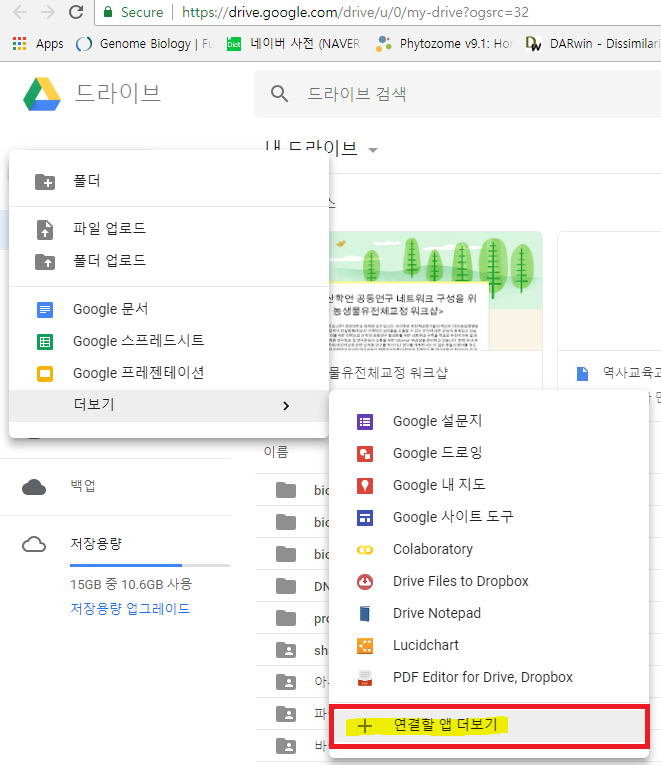 Secure https://drive.google.com/drive/u/0/my-drive?ogsrc=32
Apps Genome Biology | Fu 네이버 사전 (NAVER Phytozome v9.1: Hor DARwin - Dissimilari
드라이브
드라이브 검색
내 드라이브
폴더
파일 업로드
폴더 업로드
Google 문서
Google 스프레드시트
Google 프레젠테이션
더보기
산학연 공동연구 네트워크 구성을 위
농생물유전체교정 워크샵>
물유전체교정 워크샵
역사교육
이름
백업
저장용량
15GB 중 10.6GB 사용
저장용량 업그레이드
bio
bio
bio
DN
pro
sha
아
파
바
Google 설문지
Google 드로잉
Google 내 지도
Google 사이트 도구
Colaboratory
Drive Files to Dropbox
Drive Notepad
Lucidchart
PDF Editor for Drive, Dropbox
연결할 앱 더보기